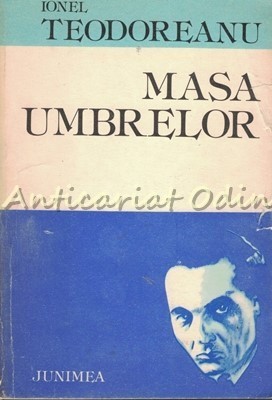 IONEL
TEODOREANU
MASA
UMBRELOR
Anticariat Odin
JUNIMEA